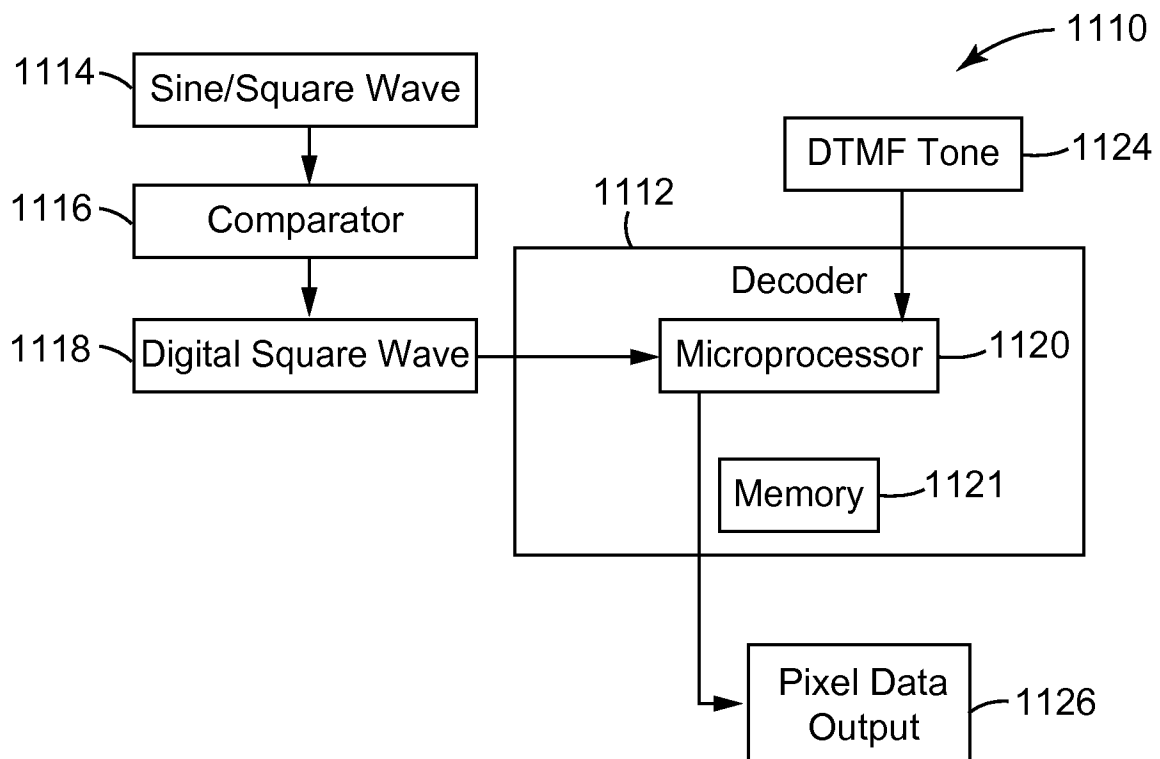 1110
1114
Sine/Square Wave
DTMF Tone
1124
1116
Comparator
1112
Decoder
1118
Digital Square Wave
Microprocessor
1120
Memory
1121
Pixel Data
Output
1126